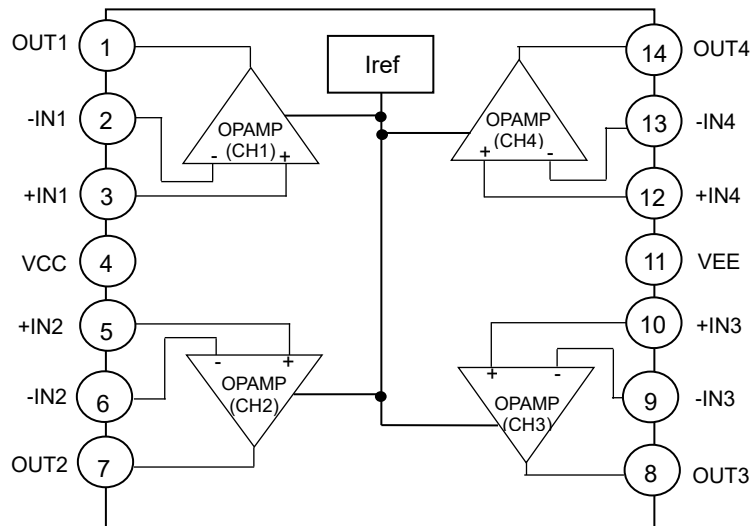 OUT1 1 Iref 14 OUT4
-IN1 2 OPAMP (CH1) - + OPAMP (CH4) + - 13 -IN4
+IN1 3 12 +IN4
VCC 4 11 VEE
+IN2 5 10 +IN3
-IN2 6 - + OPAMP (CH2) + - OPAMP (CH3) 9 -IN3
OUT2 7 8 OUT3